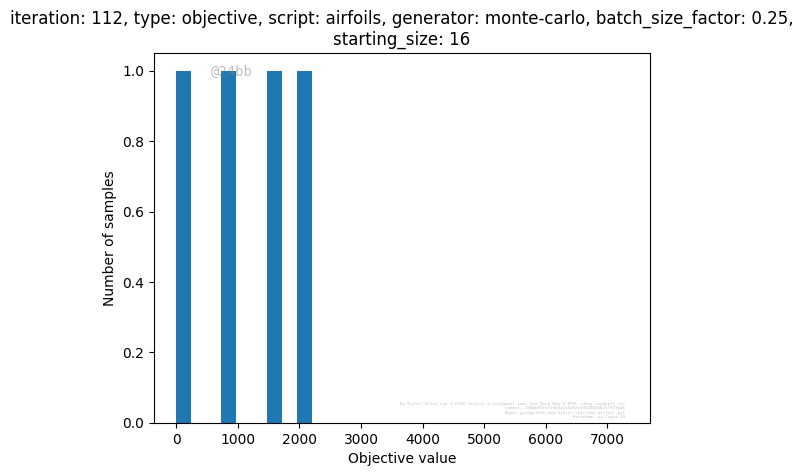 iteration: 112, type: objective, script: airfoils, generator: monte-carlo, batch_size_factor: 0.25,
starting_size: 16
@24bb
1.0
0.8
0.6
0.4
0.2
0.0
Number of samples
0 1000 2000 3000 4000 5000 6000 7000
Objective value